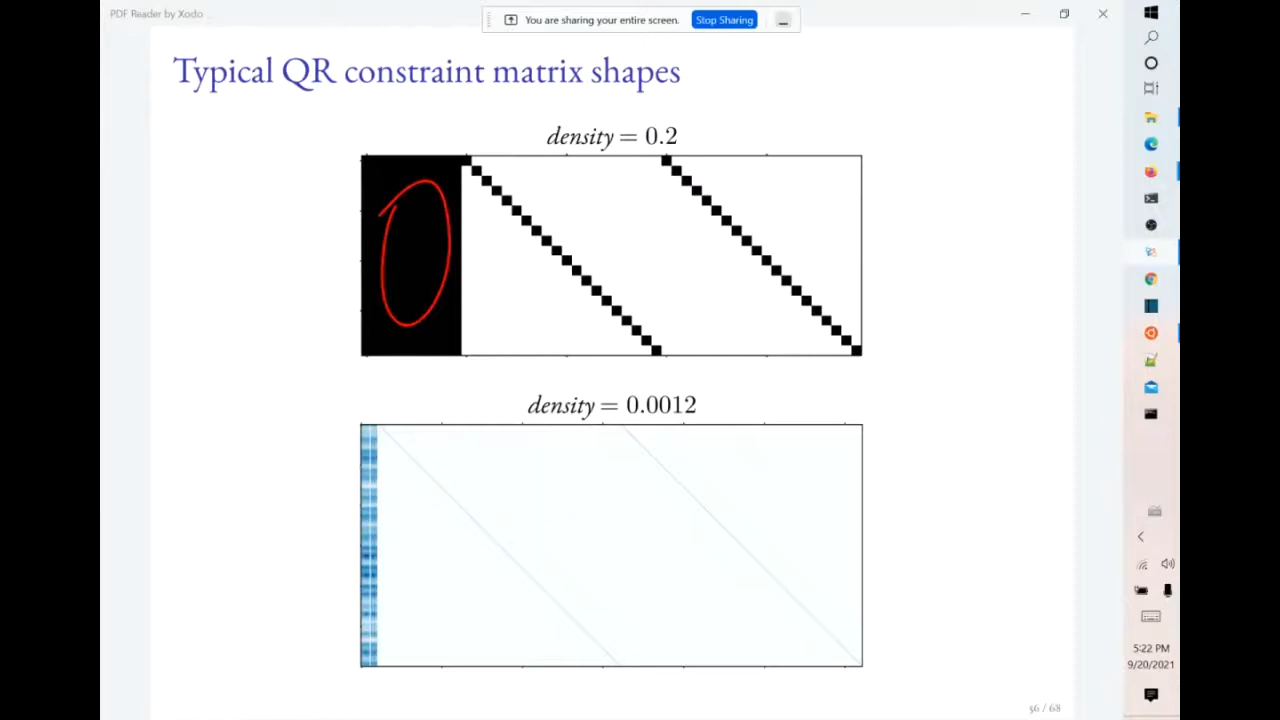 PDF Reader by Xodo
You are sharing your entire screen.
Stop Sharing
Typical QR constraint matrix shapes
density = 0.2
density = 0.0012
5:22 PM
9/20/2021
56 / 68